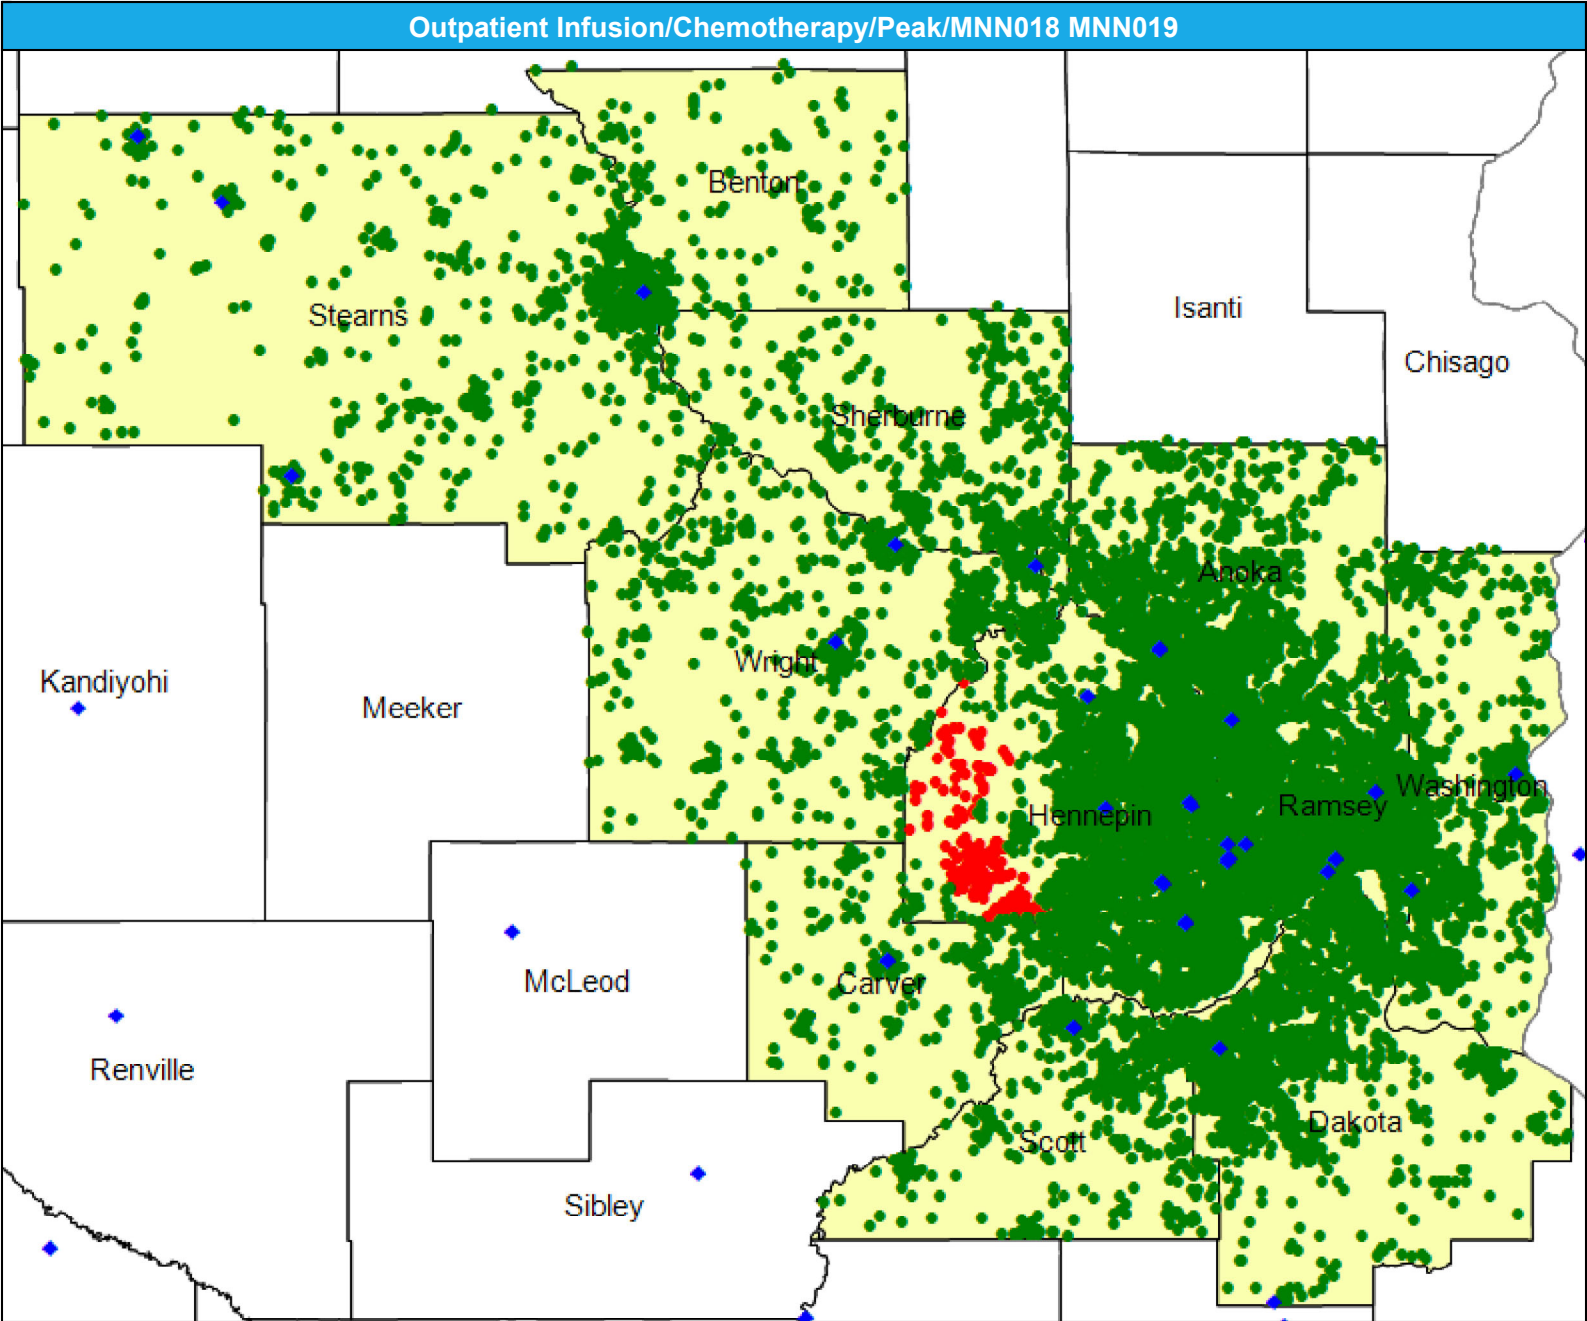 Outpatient Infusion/Chemotherapy/Peak/MNN018 MNN019
Benton
Stearns
Isanti
Chisago
Sherburne
Anoka
Wright
Kandiyohi
Meeker
Washington
Hennepin
Ramsey
McLeod
Carver
Renville
Dakota
Scott
Sibley